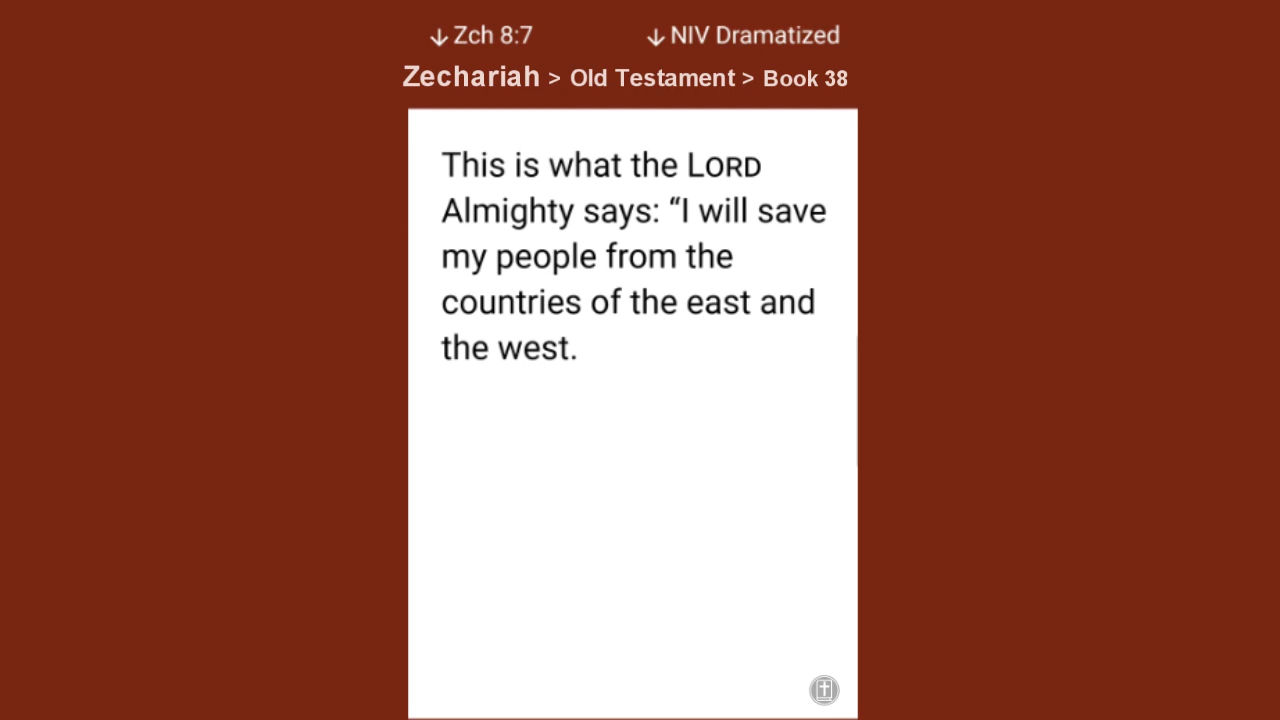 ↓ Zch 8:7 ↓ NIV Dramatized
Zechariah > Old Testament > Book 38
This is what the LORD
Almighty says: “I will save
my people from the
countries of the east and
the west.